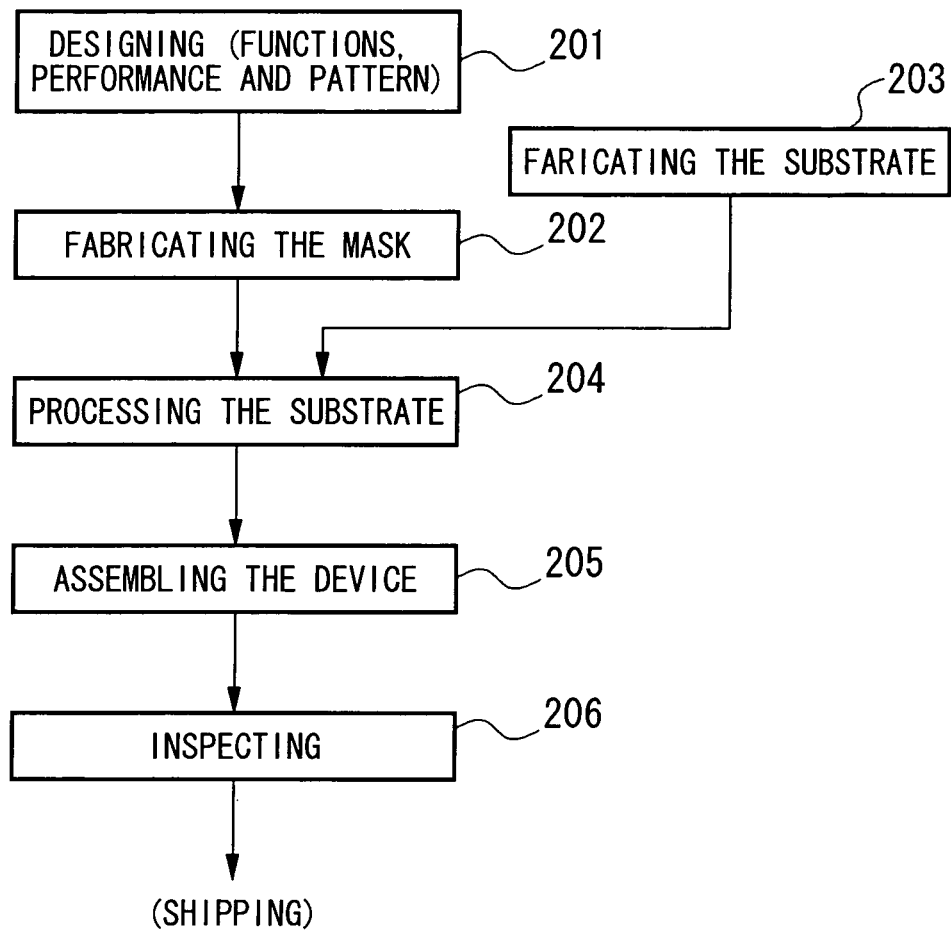 DESIGNING (FUNCTIONS,
PERFORMANCE AND PATTERN)
201
203
FARICATING THE SUBSTRATE
FABRICATING THE MASK
202
PROCESSING THE SUBSTRATE
204
ASSEMBLING THE DEVICE
205
INSPECTING
206
(SHIPPING)